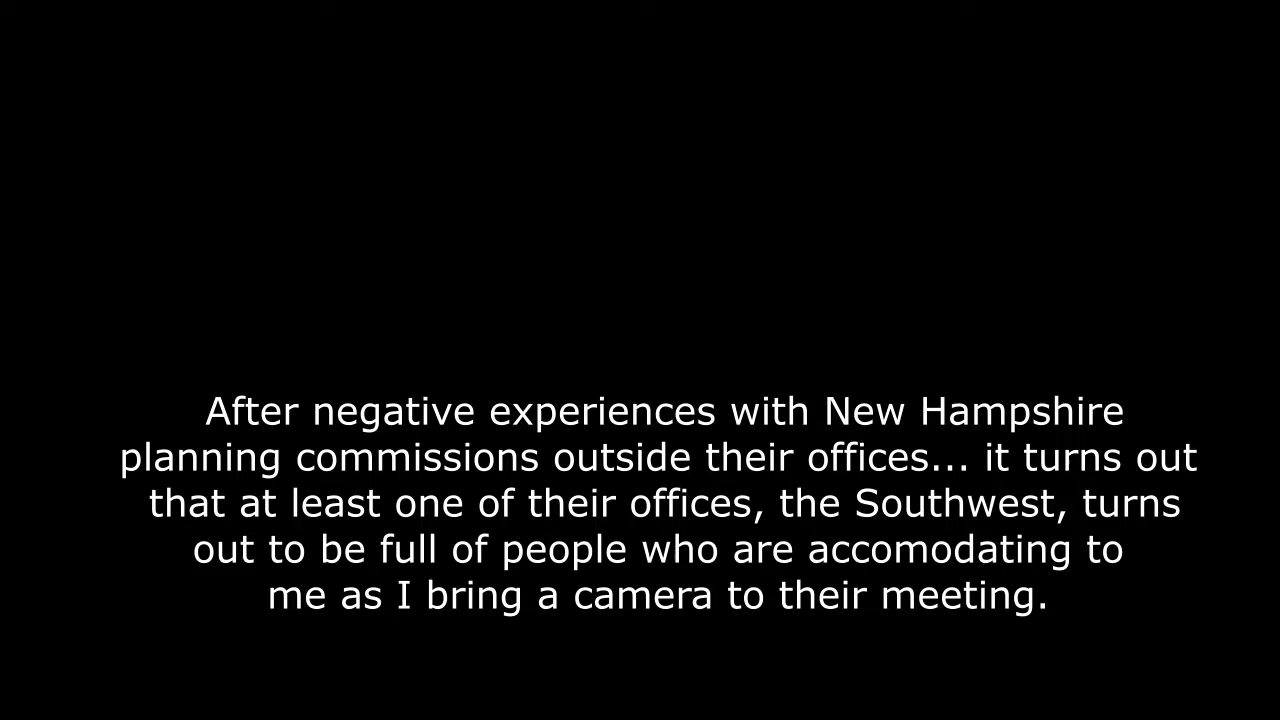 After negative experiences with New Hampshire
planning commissions outside their offices... it turns out
that at least one of their offices, the Southwest, turns
out to be full of people who are accomodating to
me as I bring a camera to their meeting.